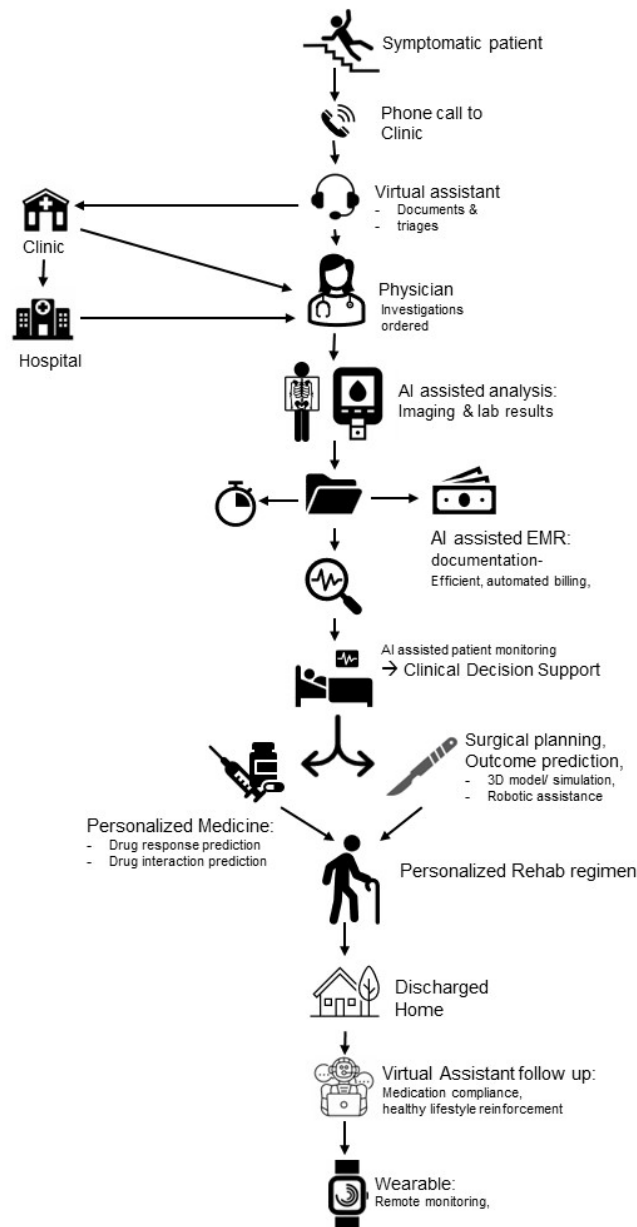 Symptomatic patient
Phone call to
Clinic
Virtual assistant
- Documents &
- triages
Clinic
Physician
Investigations
ordered
Hospital
AI assisted analysis:
Imaging & lab results
AI assisted EMR:
documentation-
Efficient, automated billing,
AI assisted patient monitoring
→ Clinical Decision Support
Surgical planning,
Outcome prediction,
- 3D model/ simulation,
- Robotic assistance
Personalized Medicine:
- Drug response prediction
- Drug interaction prediction
Personalized Rehab regimen
Discharged
Home
Virtual Assistant follow up:
Medication compliance,
healthy lifestyle reinforcement
Wearable:
Remote monitoring,